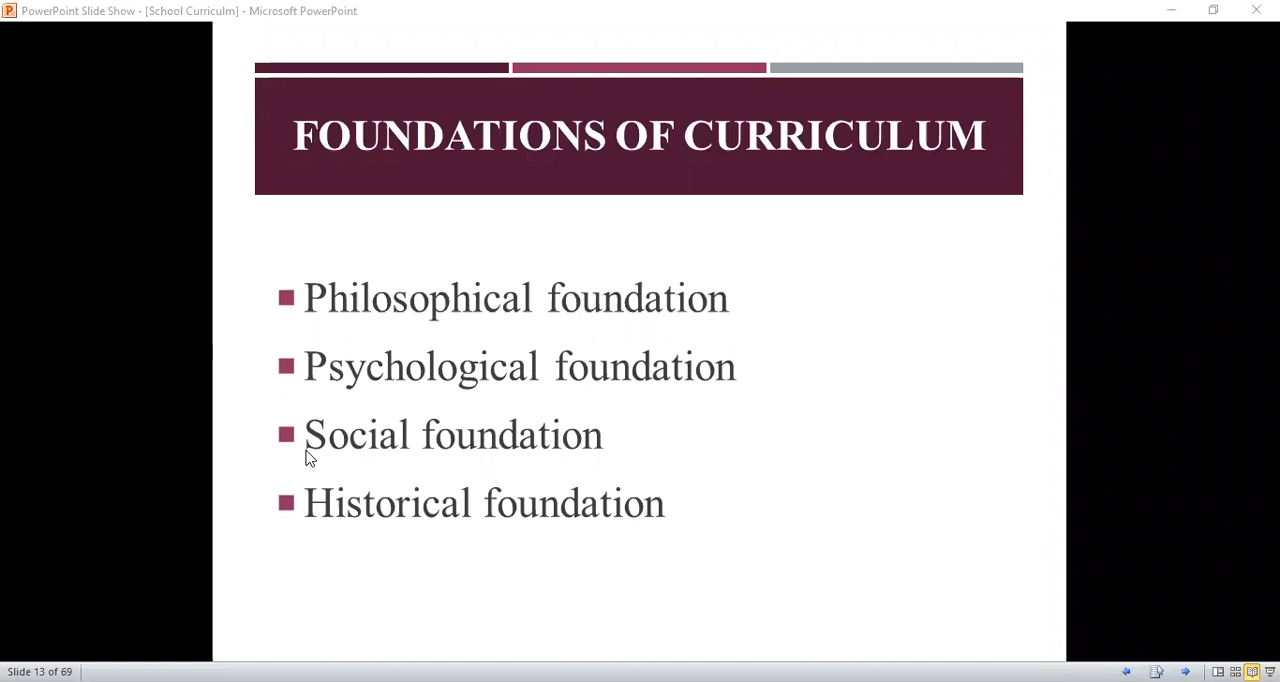 PowerPoint Slide Show - [School Curriculm] - Microsoft PowerPoint
FOUNDATIONS OF CURRICULUM
Philosophical foundation
Psychological foundation
Social foundation
Historical foundation
Slide 13 of 69